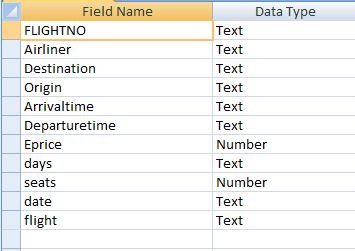 Field Name Data Type
FLIGHTNO Text
Airliner Text
Destination Text
Origin Text
Arrivaltime Text
Departuretime Text
Eprice Number
days Text
seats Number
date Text
flight Text